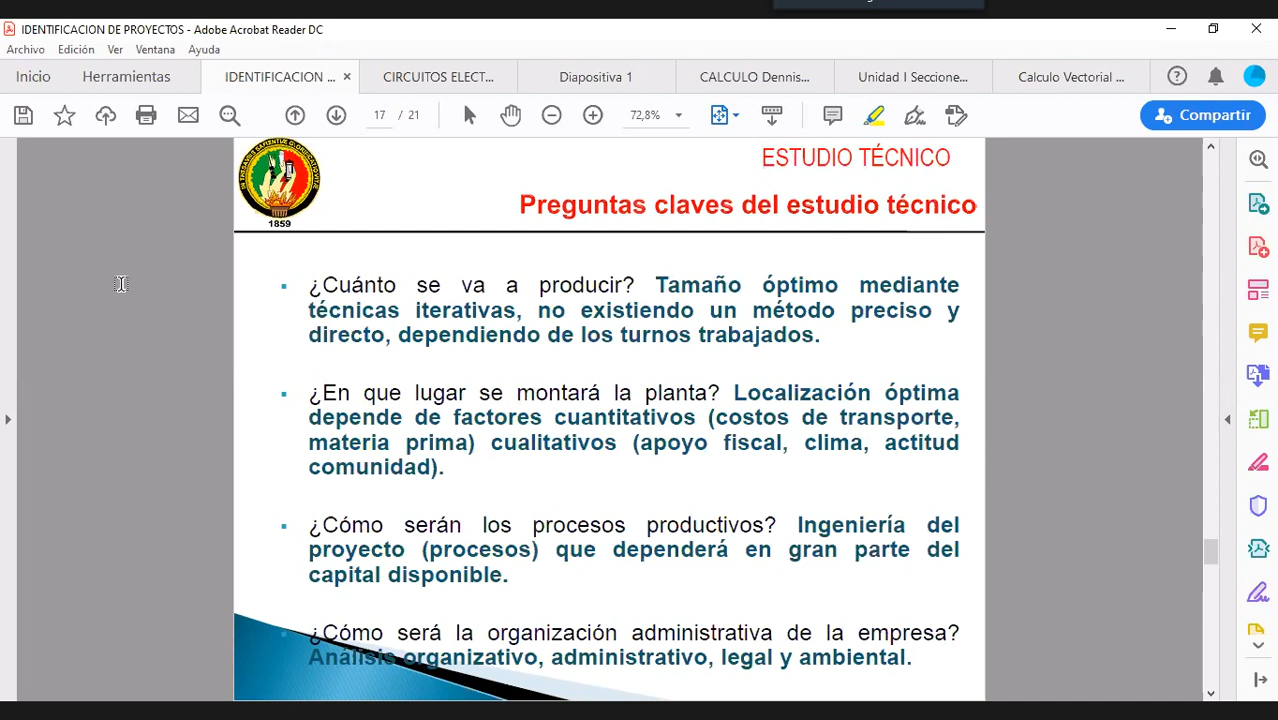 IDENTIFICACION DE PROYECTOS - Adobe Acrobat Reader DC
Archivo Edición Ver Ventana Ayuda
Inicio Herramientas IDENTIFICACION ... × CIRCUITOS ELECT... Diapositiva 1 CALCULO Dennis... Unidad I Seccione... Calculo Vectorial ...
17 / 21 72,8% Compartir
ESTUDIO TÉCNICO
Preguntas claves del estudio técnico
1859
¿Cuánto se va a producir? Tamaño óptimo mediante
técnicas iterativas, no existiendo un método preciso y
directo, dependiendo de los turnos trabajados.
¿En que lugar se montará la planta? Localización óptima
depende de factores cuantitativos (costos de transporte,
materia prima) cualitativos (apoyo fiscal, clima, actitud
comunidad).
¿Cómo serán los procesos productivos? Ingeniería del
proyecto (procesos) que dependerá en gran parte del
capital disponible.
¿Cómo será la organización administrativa de la empresa?
Análisis organizativo, administrativo, legal y ambiental.